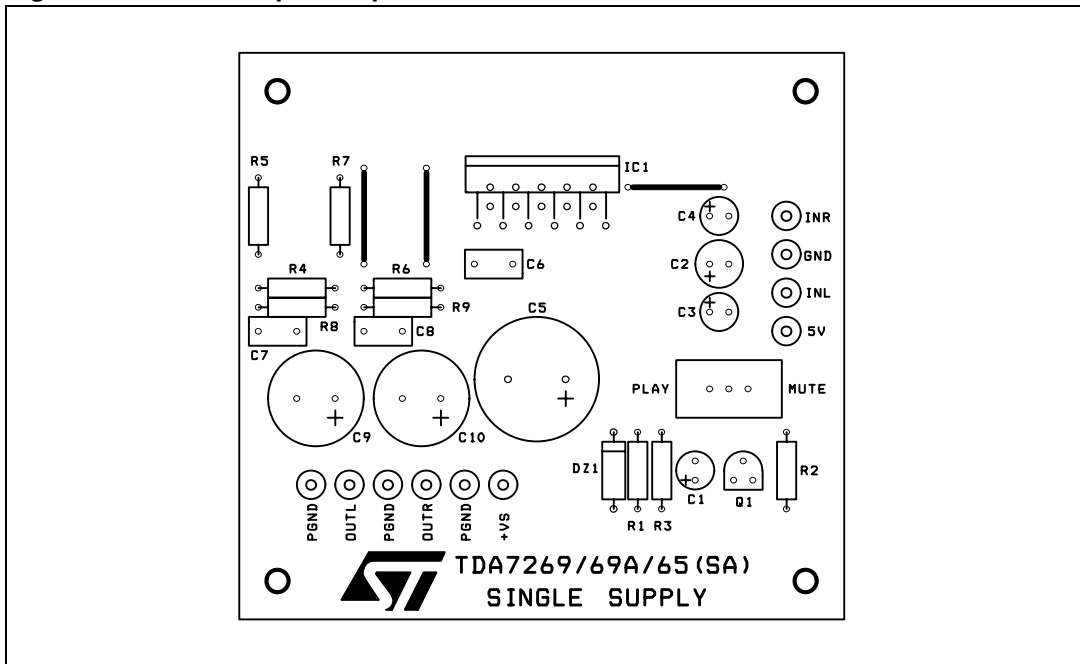 R5 R7 IC1
C4 INR
C2 GND
C6
R4 R6 INL
C3
R9 C5
R8 C8 5V
C7
PLAY MUTE
C9 C10
DZ1 R2
C1 Q1
R1 R3
PGND OUTL PGND OUTR PGND +VS
ST TDA7269/69A/65(SA)
SINGLE SUPPLY